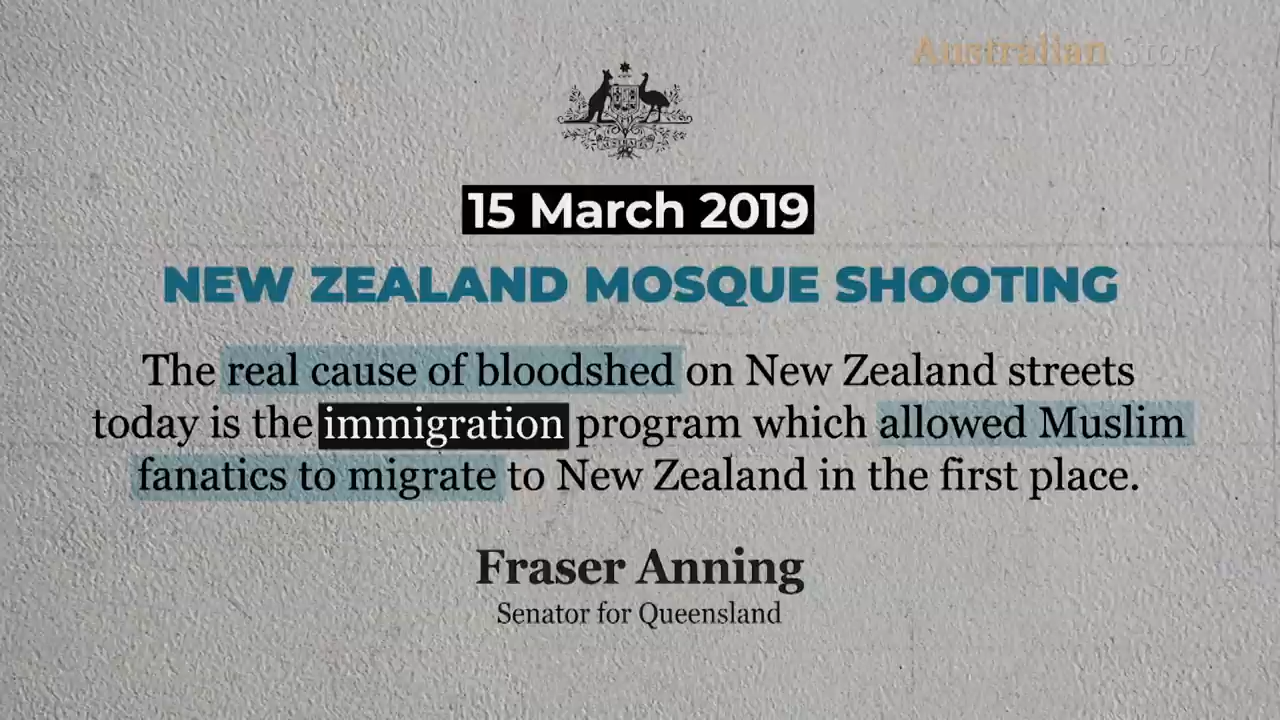 Australian Story
15 March 2019
NEW ZEALAND MOSQUE SHOOTING
The real cause of bloodshed on New Zealand streets
today is the immigration program which allowed Muslim
fanatics to migrate to New Zealand in the first place.
Fraser Anning
Senator for Queensland